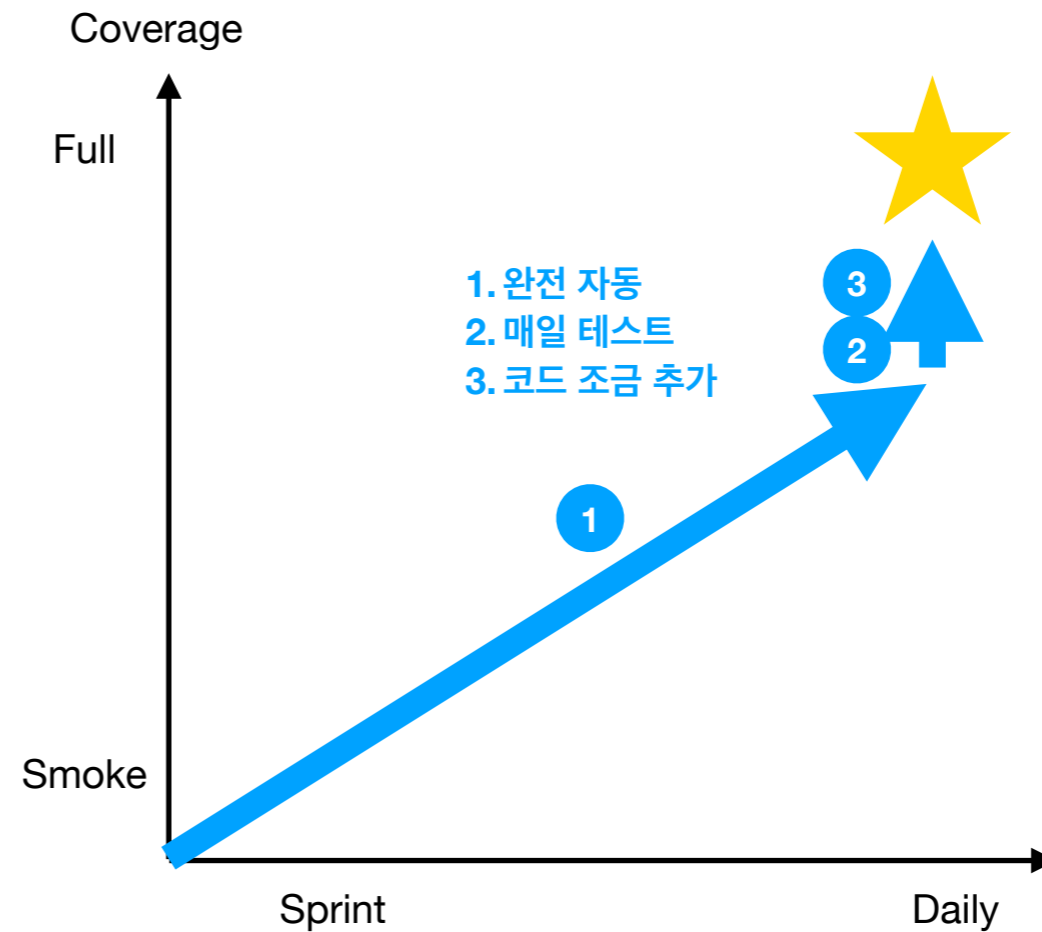 Coverage
Full
1. 완전 자동
2. 매일 테스트
3. 코드 조금 추가
3
2
1
Smoke
Sprint
Daily